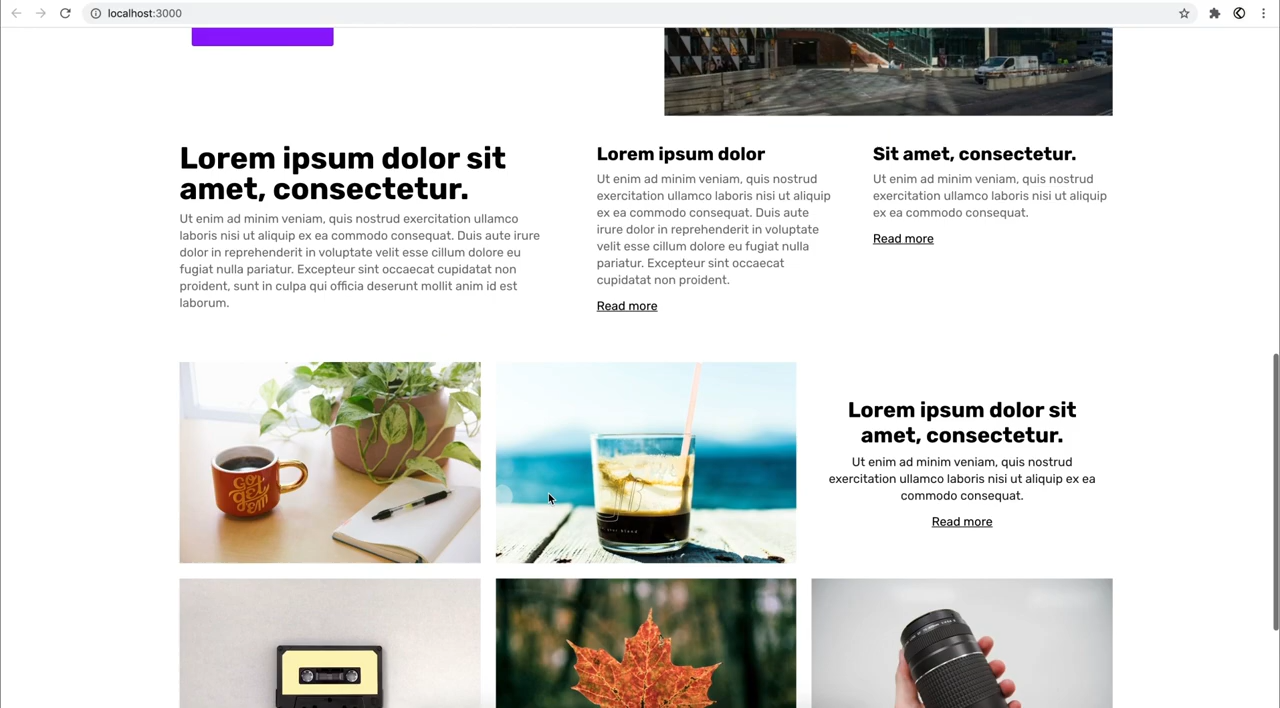 localhost:3000
Lorem ipsum dolor sit
amet, consectetur.
Ut enim ad minim veniam, quis nostrud exercitation ullamco
laboris nisi ut aliquip ex ea commodo consequat. Duis aute irure
dolor in reprehenderit in voluptate velit esse cillum dolore eu
fugiat nulla pariatur. Excepteur sint occaecat cupidatat non
proident, sunt in culpa qui officia deserunt mollit anim id est
laborum.
Lorem ipsum dolor
Ut enim ad minim veniam, quis nostrud
exercitation ullamco laboris nisi ut aliquip
ex ea commodo consequat. Duis aute
irure dolor in reprehenderit in voluptate
velit esse cillum dolore eu fugiat nulla
pariatur. Excepteur sint occaecat
cupidatat non proident.
Read more
Sit amet, consectetur.
Ut enim ad minim veniam, quis nostrud
exercitation ullamco laboris nisi ut aliquip
ex ea commodo consequat.
Read more
GOT
get
em
Lorem ipsum dolor sit
amet, consectetur.
Ut enim ad minim veniam, quis nostrud
exercitation ullamco laboris nisi ut aliquip ex ea
commodo consequat.
Read more